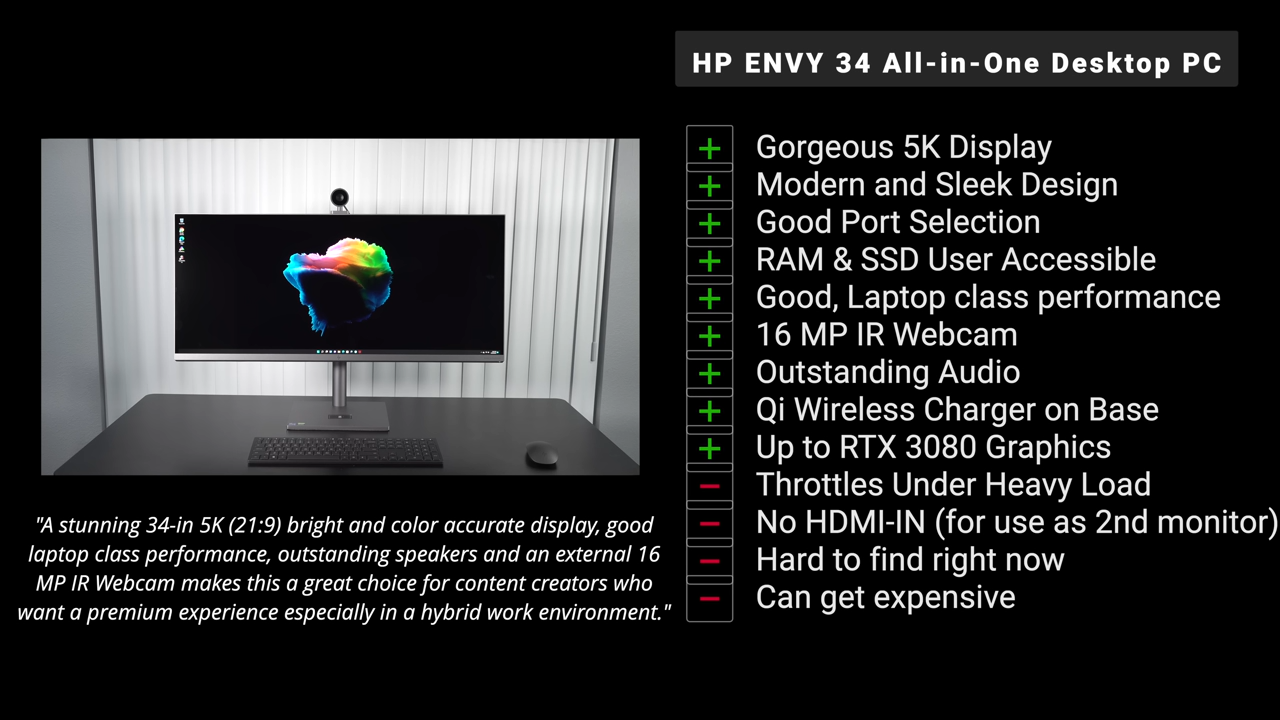 HP ENVY 34 All-in-One Desktop PC
+ Gorgeous 5K Display
+ Modern and Sleek Design
+ Good Port Selection
+ RAM & SSD User Accessible
+ Good, Laptop class performance
+ 16 MP IR Webcam
+ Outstanding Audio
+ Qi Wireless Charger on Base
+ Up to RTX 3080 Graphics
− Throttles Under Heavy Load
− No HDMI-IN (for use as 2nd monitor)
− Hard to find right now
− Can get expensive
"A stunning 34-in 5K (21:9) bright and color accurate display, good
laptop class performance, outstanding speakers and an external 16
MP IR Webcam makes this a great choice for content creators who
want a premium experience especially in a hybrid work environment."